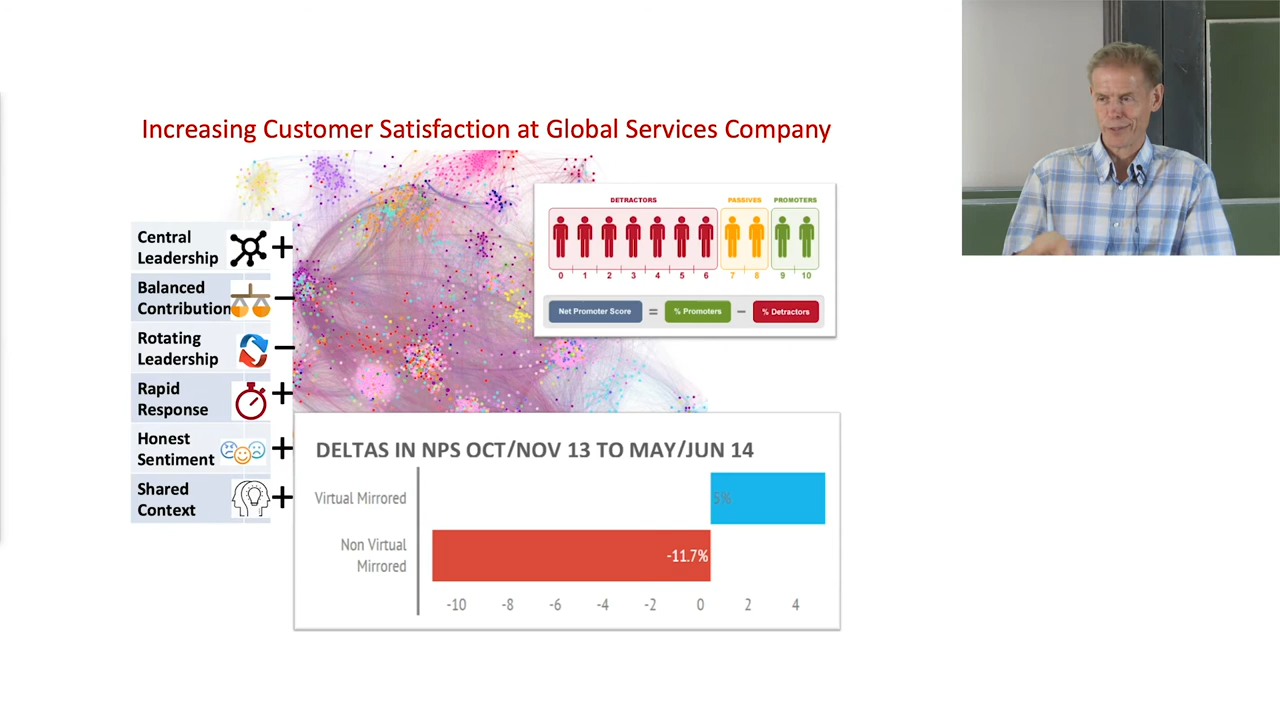 Increasing Customer Satisfaction at Global Services Company
Central
Leadership
+
Balanced
Contribution
−
Rotating
Leadership
−
Rapid
Response
+
Honest
Sentiment
+
Shared
Context
+
DETRACTORS PASSIVES PROMOTERS
0 1 2 3 4 5 6 7 8 9 10
Net Promoter Score = % Promoters − % Detractors
DELTAS IN NPS OCT/NOV 13 TO MAY/JUN 14
Virtual Mirrored 5%
Non Virtual
Mirrored
-11.7%
-10 -8 -6 -4 -2 0 2 4